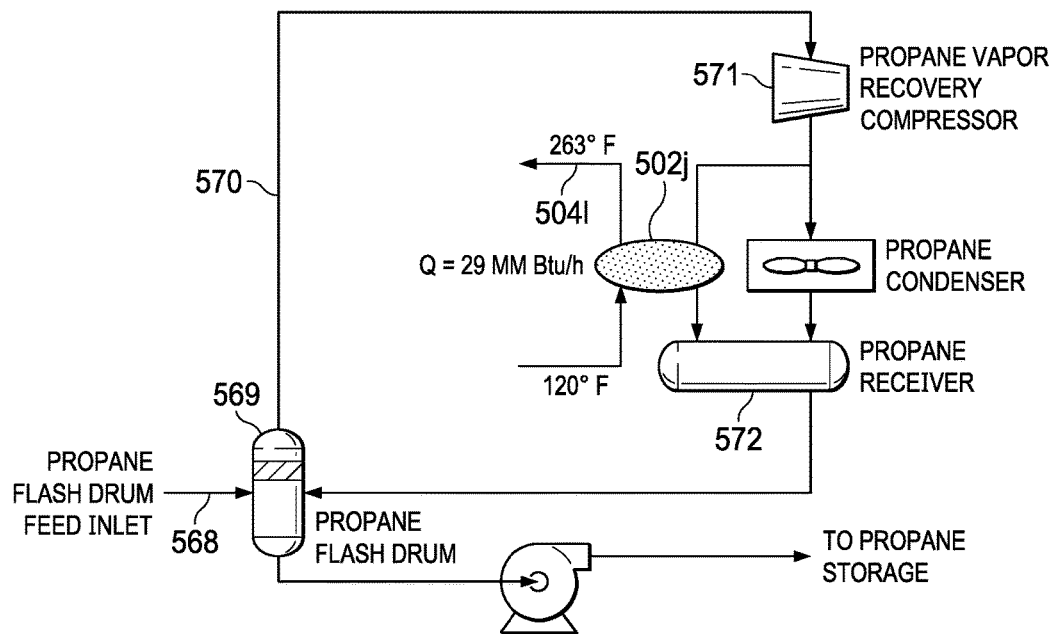 571
PROPANE VAPOR
RECOVERY
COMPRESSOR
570
263° F
504l
502j
Q = 29 MM Btu/h
PROPANE
CONDENSER
120° F
PROPANE
RECEIVER
572
569
PROPANE
FLASH DRUM
FEED INLET
568
PROPANE
FLASH DRUM
TO PROPANE
STORAGE